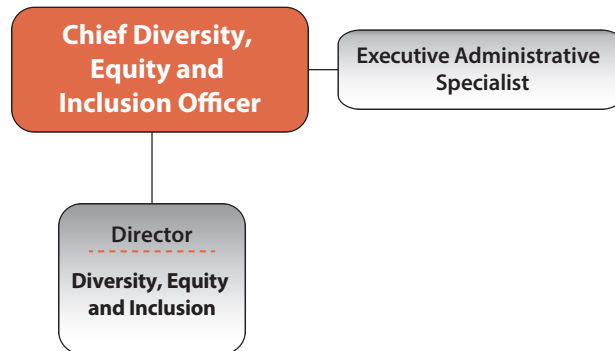 Chief Diversity,
Equity and
Inclusion Officer
Executive Administrative
Specialist
Director
Diversity, Equity
and Inclusion